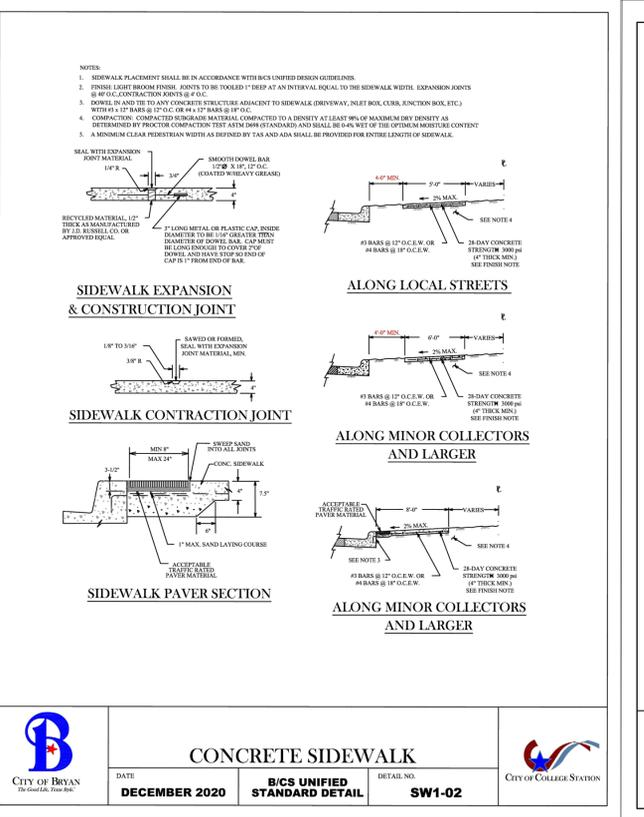 NOTES:
1. SIDEWALK PLACEMENT SHALL BE IN ACCORDANCE WITH B/CS UNIFIED DESIGN GUIDELINES.
2. FINISH: LIGHT BROOM FINISH. JOINTS TO BE TOOLED 1" DEEP AT AN INTERVAL EQUAL TO THE SIDEWALK WIDTH. EXPANSION JOINTS
@ 40' O.C., CONTRACTION JOINTS @ 4' O.C.
3. DOWEL IN AND TIE TO ANY CONCRETE STRUCTURE ADJACENT TO SIDEWALK (DRIVEWAY, INLET BOX, CURB, JUNCTION BOX, ETC.)
WITH #3 x 12" BARS @ 12" O.C. OR #4 x 12" BARS @ 18" O.C.
4. COMPACTION: COMPACTED SUBGRADE MATERIAL COMPACTED TO A DENSITY AT LEAST 98% OF MAXIMUM DRY DENSITY AS
DETERMINED BY PROCTOR COMPACTION TEST ASTM D698 (STANDARD) AND SHALL BE 0-4% WET OF THE OPTIMUM MOISTURE CONTENT
5. A MINIMUM CLEAR PEDESTRIAN WIDTH AS DEFINED BY TAS AND ADA SHALL BE PROVIDED FOR ENTIRE LENGTH OF SIDEWALK.
SEAL WITH EXPANSION
JOINT MATERIAL
1/4" R
3/4"
SMOOTH DOWEL BAR
1/2"Ø X 18", 12" O.C.
(COATED W/HEAVY GREASE)
4"
RECYCLED MATERIAL, 1/2"
THICK AS MANUFACTURED
BY J.D. RUSSELL CO. OR
APPROVED EQUAL
3" LONG METAL OR PLASTIC CAP, INSIDE
DIAMETER TO BE 1/16" GREATER THAN
DIAMETER OF DOWEL BAR. CAP MUST
BE LONG ENOUGH TO COVER 2" OF
DOWEL AND HAVE STOP SO END OF
CAP IS 1" FROM END OF BAR.
SIDEWALK EXPANSION
& CONSTRUCTION JOINT
1/8" TO 3/16"
3/8" R
SAWED OR FORMED,
SEAL WITH EXPANSION
JOINT MATERIAL, MIN.
4"
SIDEWALK CONTRACTION JOINT
MIN 8"
MAX 24"
SWEEP SAND
INTO ALL JOINTS
CONC. SIDEWALK
3-1/2"
4"
7.5"
6"
1" MAX. SAND LAYING COURSE
ACCEPTABLE
TRAFFIC RATED
PAVER MATERIAL
SIDEWALK PAVER SECTION
℄
4'-0" MIN.
5'-0"
VARIES
2% MAX.
SEE NOTE 4
#3 BARS @ 12" O.C.E.W. OR
#4 BARS @ 18" O.C.E.W.
28-DAY CONCRETE
STRENGTH 3000 psi
(4" THICK MIN.)
SEE FINISH NOTE
ALONG LOCAL STREETS
℄
4'-0" MIN.
6'-0"
VARIES
2% MAX.
SEE NOTE 4
#3 BARS @ 12" O.C.E.W. OR
#4 BARS @ 18" O.C.E.W.
28-DAY CONCRETE
STRENGTH 3000 psi
(4" THICK MIN.)
SEE FINISH NOTE
ALONG MINOR COLLECTORS
AND LARGER
℄
ACCEPTABLE
TRAFFIC RATED
PAVER MATERIAL
8'-0"
VARIES
2% MAX.
SEE NOTE 4
SEE NOTE 3
#3 BARS @ 12" O.C.E.W. OR
#4 BARS @ 18" O.C.E.W.
28-DAY CONCRETE
STRENGTH 3000 psi
(4" THICK MIN.)
SEE FINISH NOTE
ALONG MINOR COLLECTORS
AND LARGER
B
CITY OF BRYAN
The Good Life, Texas Style.
CONCRETE SIDEWALK
DATE
DECEMBER 2020
B/CS UNIFIED
STANDARD DETAIL
DETAIL NO.
SW1-02
CITY OF COLLEGE STATION